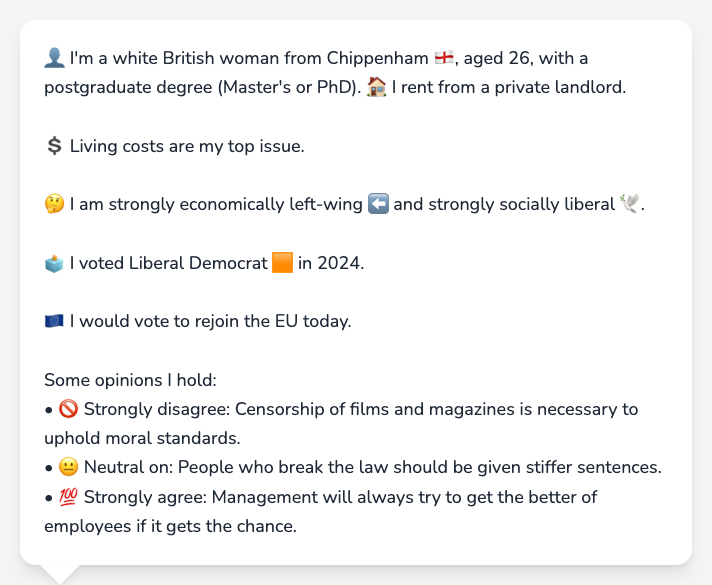 👤 I'm a white British woman from Chippenham 🏴󠁧󠁢󠁥󠁮󠁧󠁿, aged 26, with a
postgraduate degree (Master's or PhD). 🏠 I rent from a private landlord.
💲 Living costs are my top issue.
🤔 I am strongly economically left-wing ⬅️ and strongly socially liberal 🕊️.
🗳️ I voted Liberal Democrat 🟧 in 2024.
🇪🇺 I would vote to rejoin the EU today.
Some opinions I hold:
• 🚫 Strongly disagree: Censorship of films and magazines is necessary to
uphold moral standards.
• 😐 Neutral on: People who break the law should be given stiffer sentences.
• 💯 Strongly agree: Management will always try to get the better of
employees if it gets the chance.